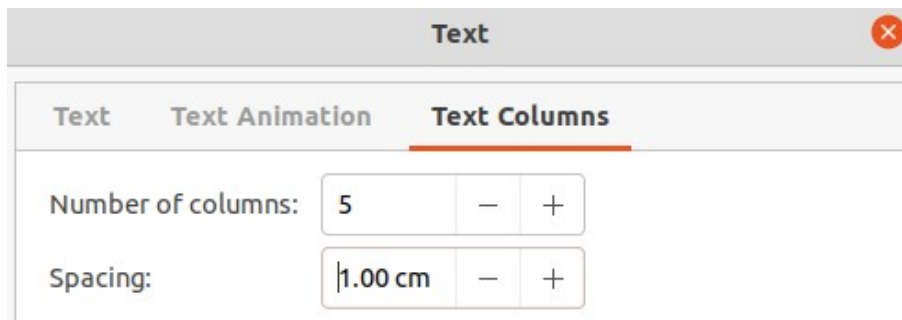 Text
Text Text Animation Text Columns
Number of columns: 5
Spacing: 1.00 cm